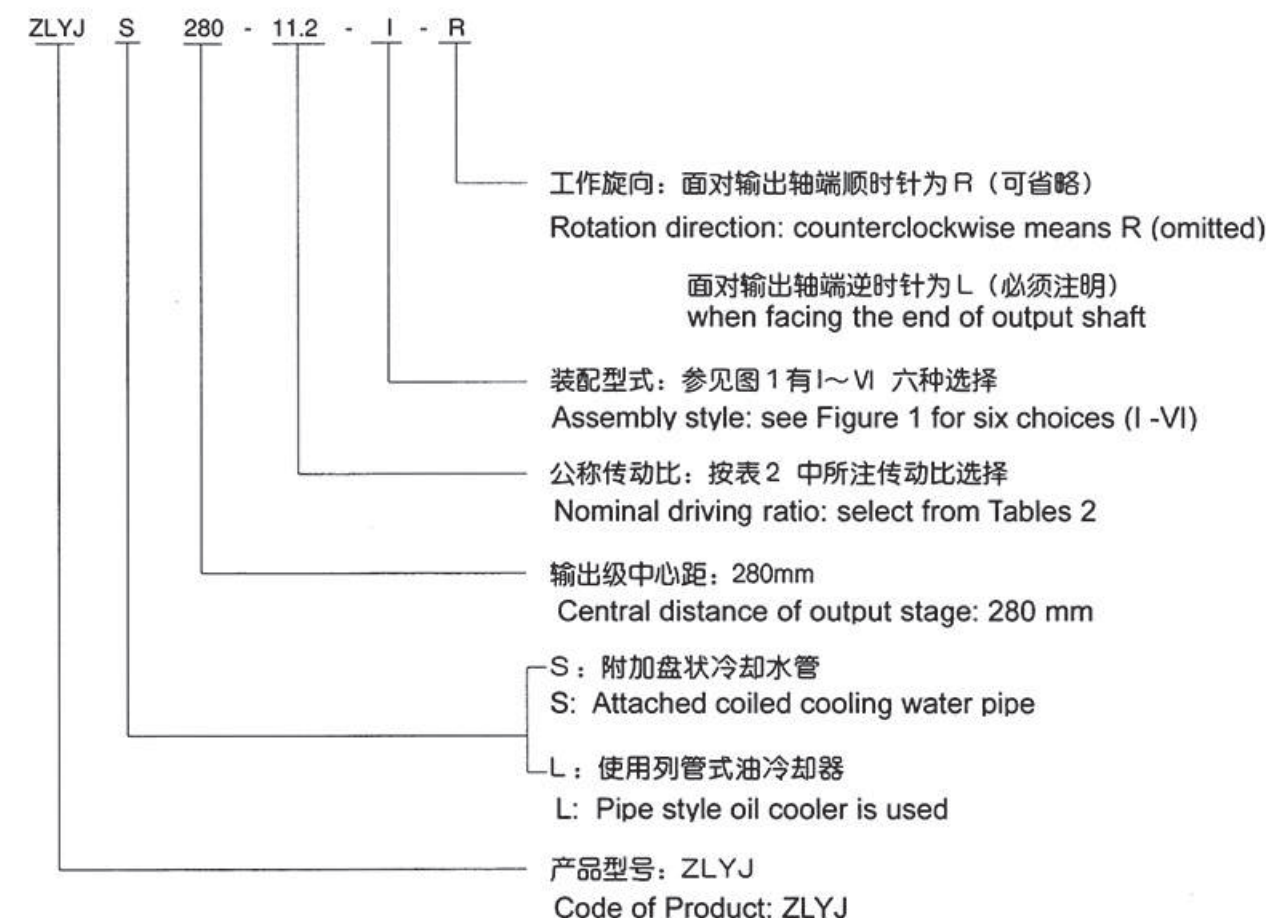 ZLYJ S 280 - 11.2 - I - R
工作旋向：面对输出轴端顺时针为R（可省略）
Rotation direction: counterclockwise means R (omitted)
面对输出轴端逆时针为L（必须注明）
when facing the end of output shaft
装配型式：参见图1有I～VI 六种选择
Assembly style: see Figure 1 for six choices (I -VI)
公称传动比：按表2 中所注传动比选择
Nominal driving ratio: select from Tables 2
输出级中心距：280mm
Central distance of output stage: 280 mm
S：附加盘状冷却水管
S: Attached coiled cooling water pipe
L：使用列管式油冷却器
L: Pipe style oil cooler is used
产品型号：ZLYJ
Code of Product: ZLYJ